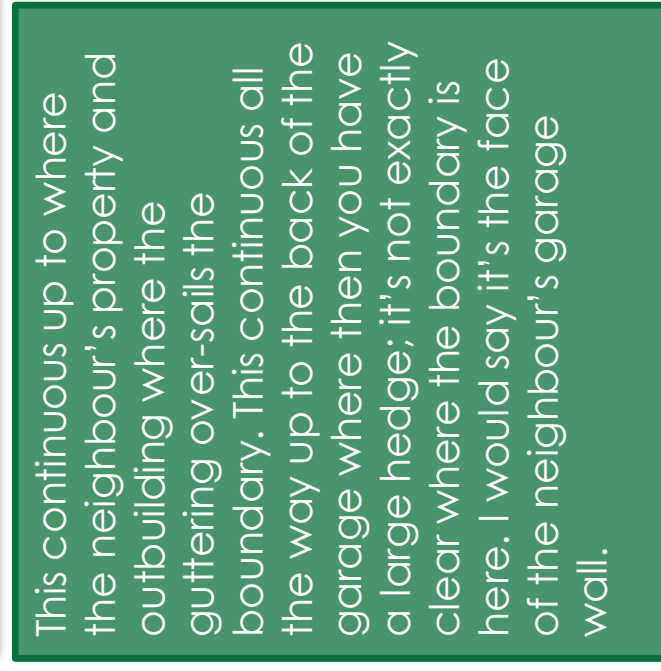 This continuous up to where
the neighbour's property and
outbuilding where the
guttering over-sails the
boundary. This continuous all
the way up to the back of the
garage where then you have
a large hedge; it's not exactly
clear where the boundary is
here. I would say it's the face
of the neighbour's garage
wall.